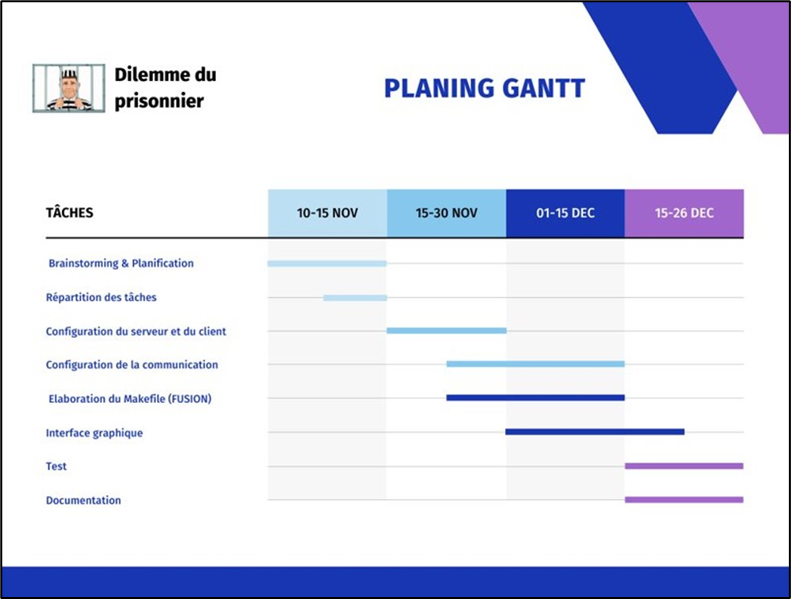 Dilemme du
prisonnier
PLANING GANTT
TÂCHES 10-15 NOV 15-30 NOV 01-15 DEC 15-26 DEC
Brainstorming & Planification
Répartition des tâches
Configuration du serveur et du client
Configuration de la communication
Elaboration du Makefile (FUSION)
Interface graphique
Test
Documentation